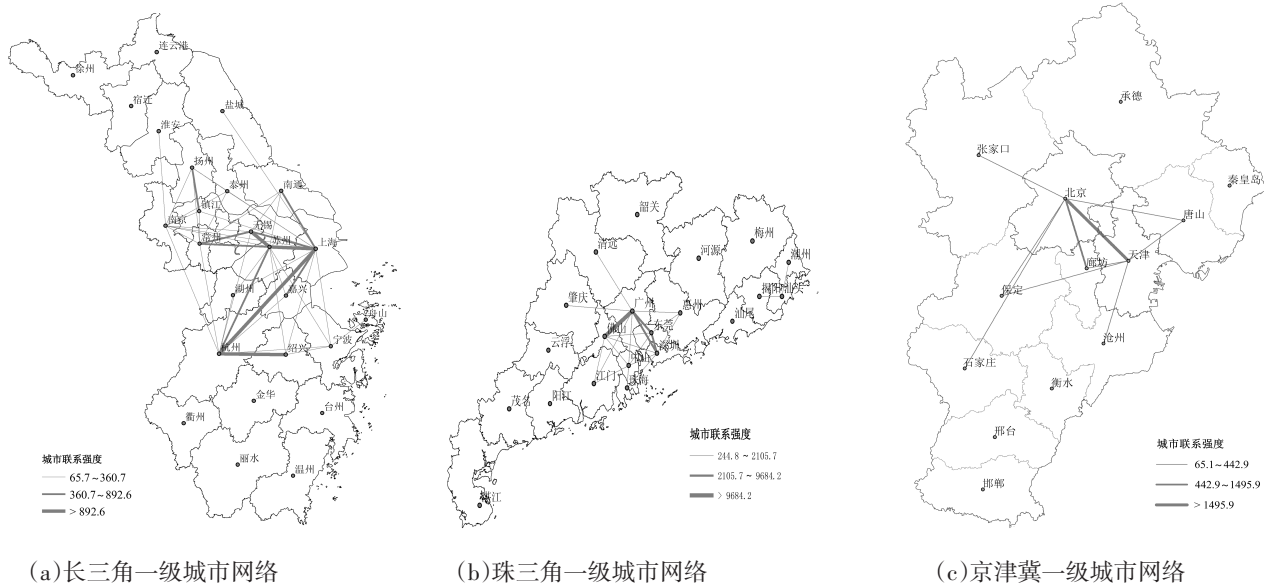 连云港
徐州
宿迁
盐城
淮安
扬州
泰州
南通
镇江
南京
无锡
常州
苏州
上海
湖州
嘉兴
舟山
杭州
绍兴
宁波
金华
衢州
台州
丽水
温州
城市联系强度
65.7~360.7
360.7~892.6
> 892.6
(a)长三角一级城市网络
韶关
清远
梅州
河源
潮州
肇庆
广州
惠州
揭阳
汕头
佛山
东莞
汕尾
云浮
深圳
中山
江门
珠海
茂名
阳江
湛江
城市联系强度
244.8 ~ 2105.7
2105.7 ~ 9684.2
> 9684.2
(b)珠三角一级城市网络
承德
张家口
秦皇岛
北京
唐山
廊坊
天津
保定
沧州
石家庄
衡水
邢台
邯郸
城市联系强度
65.1~442.9
442.9~1495.9
> 1495.9
(c)京津冀一级城市网络